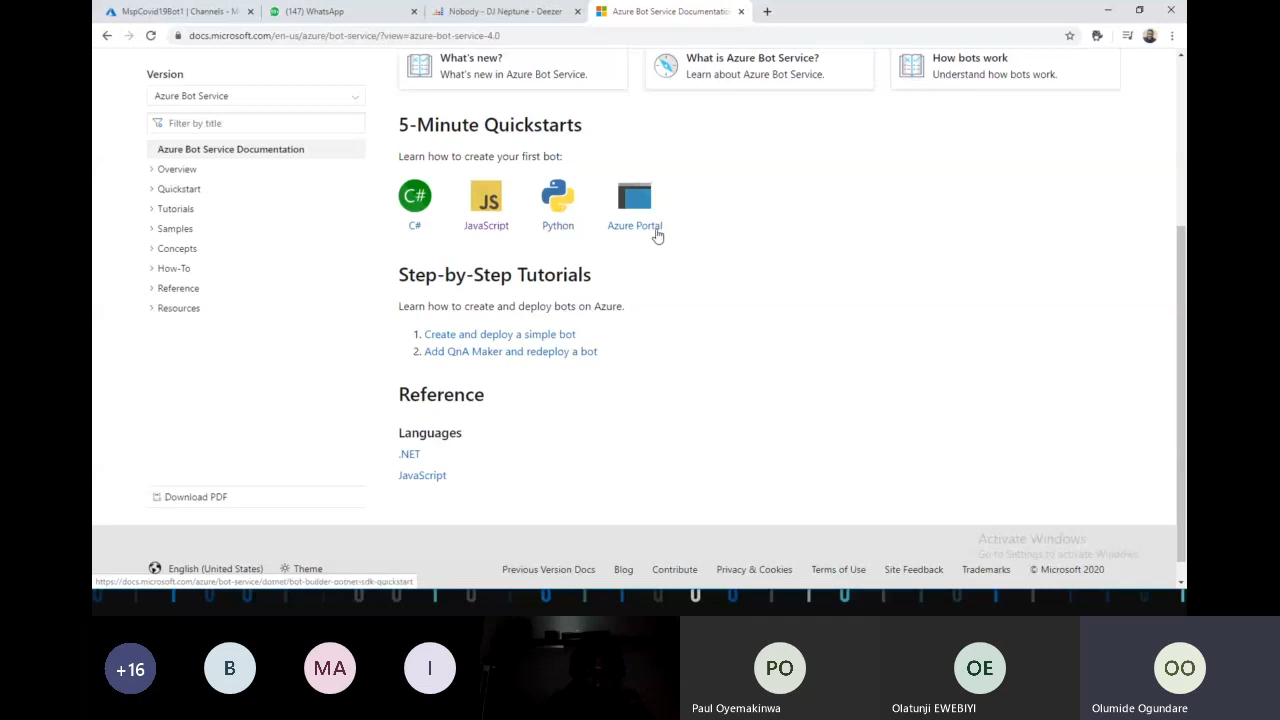 MspCovid19Bot1 | Channels - M
(147) WhatsApp
Nobody - DJ Neptune - Deezer
Azure Bot Service Documentatio
docs.microsoft.com/en-us/azure/bot-service/?view=azure-bot-service-4.0
Version
Azure Bot Service
Filter by title
Azure Bot Service Documentation
Overview
Quickstart
Tutorials
Samples
Concepts
How-To
Reference
Resources
Download PDF
What's new?
What's new in Azure Bot Service.
What is Azure Bot Service?
Learn about Azure Bot Service.
How bots work
Understand how bots work.
5-Minute Quickstarts
Learn how to create your first bot:
C#
JS
C#
JavaScript
Python
Azure Portal
Step-by-Step Tutorials
Learn how to create and deploy bots on Azure.
1. Create and deploy a simple bot
2. Add QnA Maker and redeploy a bot
Reference
Languages
.NET
JavaScript
Activate Windows
Go to Settings to activate Windows.
English (United States)
Theme
Previous Version Docs
Blog
Contribute
Privacy & Cookies
Terms of Use
Site Feedback
Trademarks
© Microsoft 2020
https://docs.microsoft.com/azure/bot-service/dotnet/bot-builder-dotnet-sdk-quickstart
+16
B
MA
I
PO
Paul Oyemakinwa
OE
Olatunji EWEBIYI
OO
Olumide Ogundare